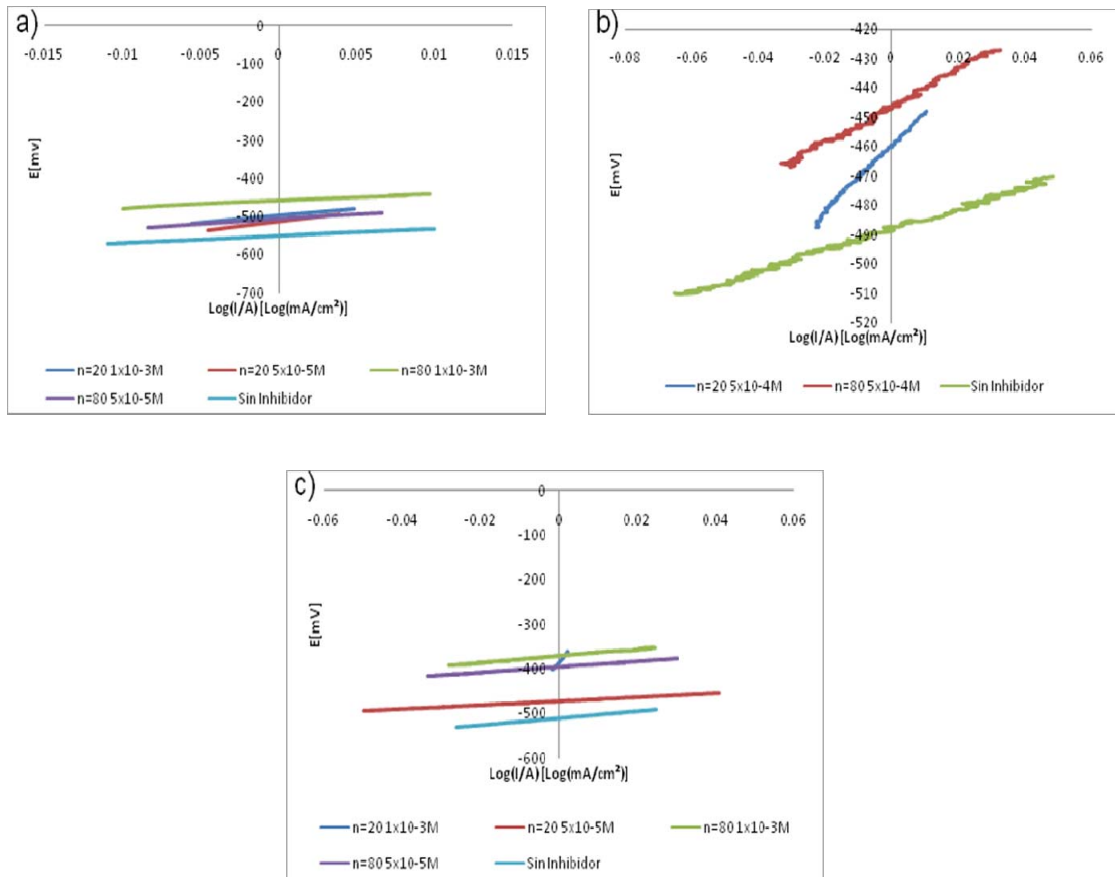 a)
0
-0.015 -0.01 -0.005 0 0.005 0.01 0.015
-100
-200
-300
-400
-500
-600
-700
E[mv]
Log(I/A) [Log(mA/cm²)]
n=20 1x10-3M n=20 5x10-5M n=80 1x10-3M
n=80 5x10-5M Sin Inhibidor
b)
-420
-0.08 -0.06 -0.04 -0.02 0 0.02 0.04 0.06
-430
-440
-450
-460
-470
-480
-490
-500
-510
-520
E[mV]
Log(I/A) [Log(mA/cm²)]
n=20 5x10-4M n=80 5x10-4M Sin Inhibidor
c)
0
-0.06 -0.04 -0.02 0 0.02 0.04 0.06
-100
-200
-300
-400
-500
-600
E[mV]
Log(I/A) [Log(mA/cm²)]
n=20 1x10-3M n=20 5x10-5M n=80 1x10-3M
n=80 5x10-5M Sin Inhibidor